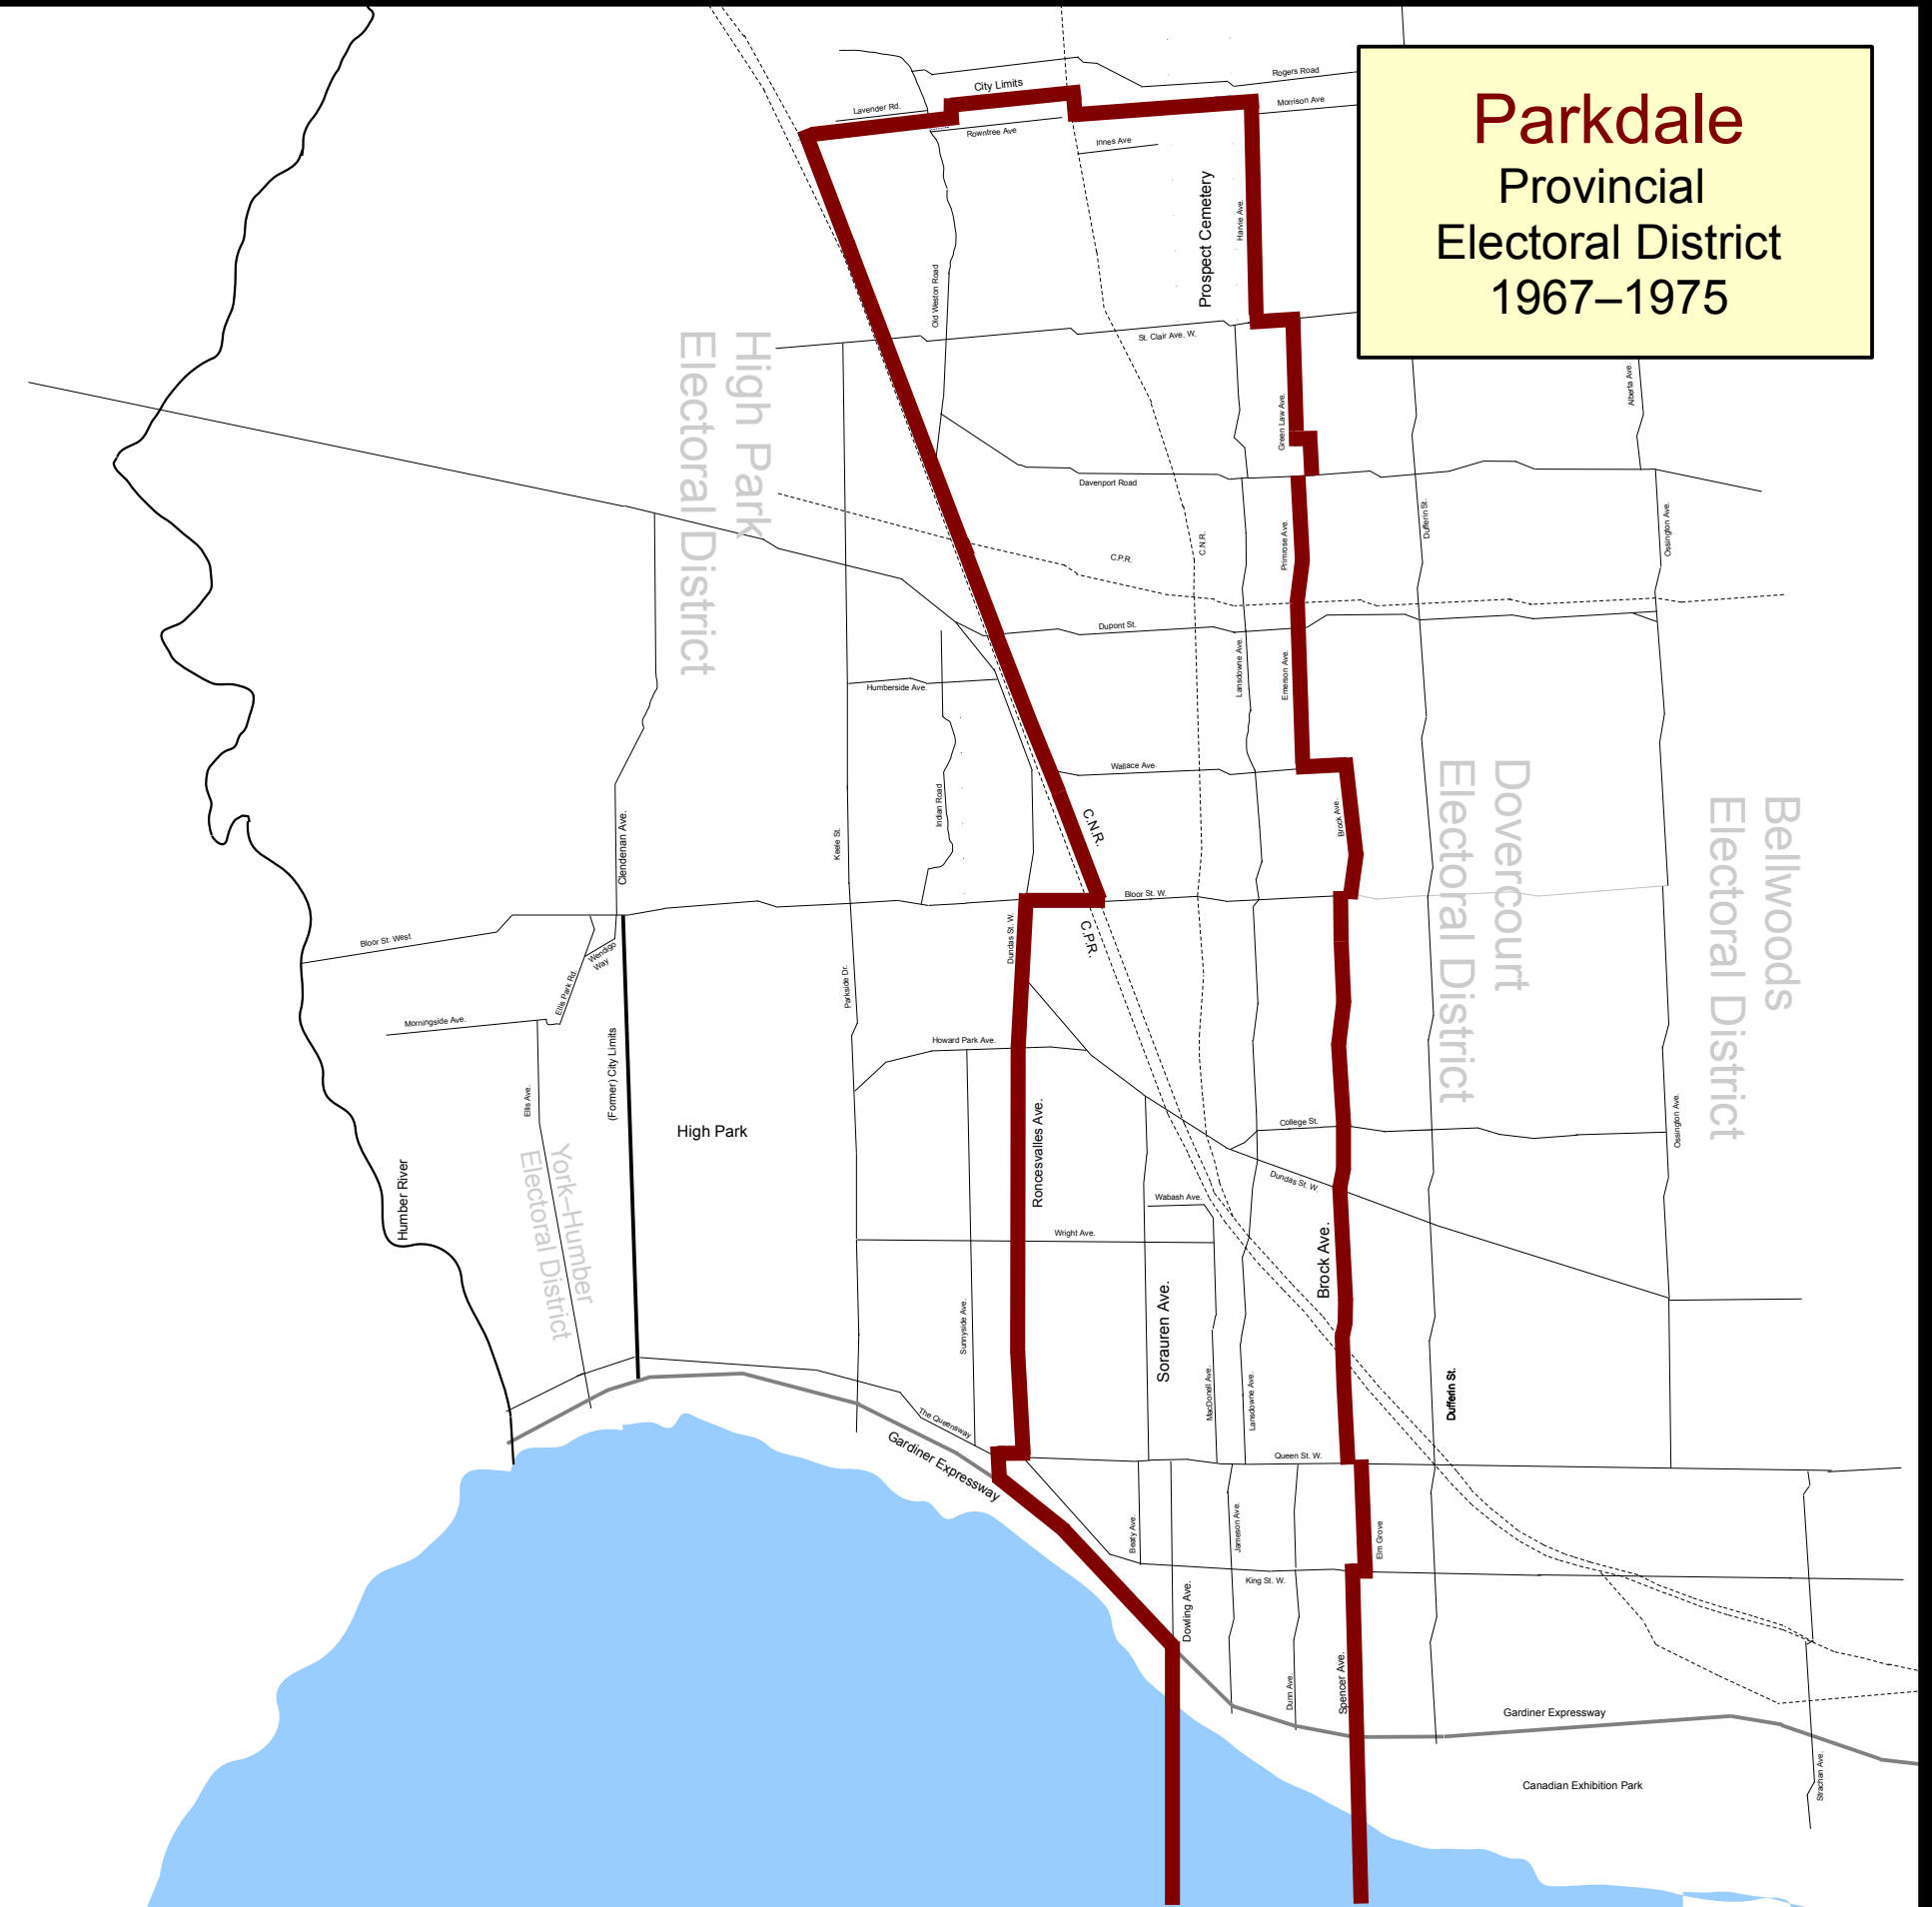 Parkdale
Provincial
Electoral District
1967–1975
Rogers Road
City Limits
Lavender Rd.
Morrison Ave
Rowntree Ave
Innes Ave
Prospect Cemetery
Harvie Ave.
Old Weston Road
St. Clair Ave. W.
High Park
Electoral District
Green Law Ave.
Alberta Ave.
Davenport Road
Dufferin St.
Ossington Ave.
Primrose Ave.
C.N.R.
C.P.R.
Dupont St.
Lansdowne Ave.
Emerson Ave.
Humberside Ave.
Wallace Ave.
Dovercourt
Electoral District
Bellwoods
Electoral District
Indian Road
Keele St.
Clendenan Ave.
C.N.R.
Brock Ave.
Bloor St. W.
Bloor St. West
Wendigo
Way
Ellis Park Rd.
Dundas St. W.
C.P.R.
Parkside Dr.
Morningside Ave.
Howard Park Ave.
(Former) City Limits
Ellis Ave.
High Park
Roncesvalles Ave.
College St.
Ossington Ave.
York–Humber
Electoral District
Humber River
Dundas St. W.
Wabash Ave.
Wright Ave.
Brock Ave.
Sunnyside Ave.
Sorauren Ave.
MacDonell Ave.
Lansdowne Ave.
Dufferin St.
The Queensway
Gardiner Expressway
Queen St. W.
Beaty Ave.
Jameson Ave.
Elm Grove
King St. W.
Dowling Ave.
Dunn Ave.
Spencer Ave.
Gardiner Expressway
Canadian Exhibition Park
Strachan Ave.